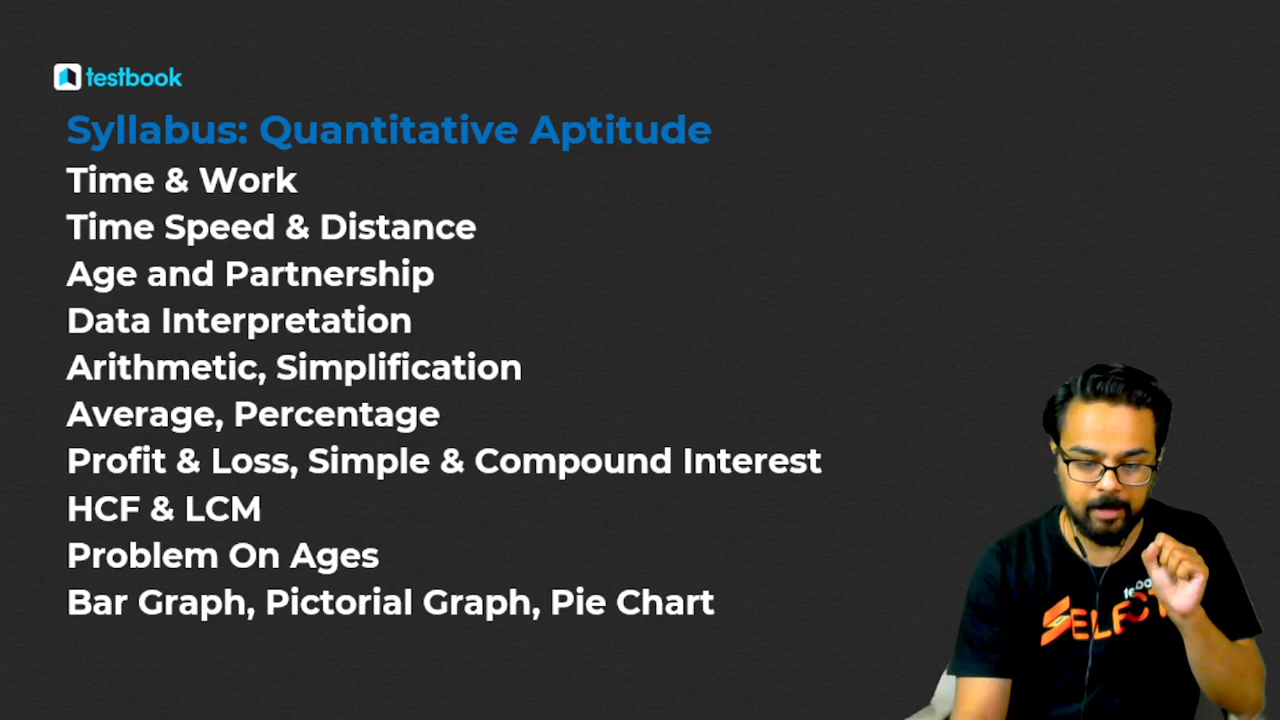 testbook
Syllabus: Quantitative Aptitude
Time & Work
Time Speed & Distance
Age and Partnership
Data Interpretation
Arithmetic, Simplification
Average, Percentage
Profit & Loss, Simple & Compound Interest
HCF & LCM
Problem On Ages
Bar Graph, Pictorial Graph, Pie Chart